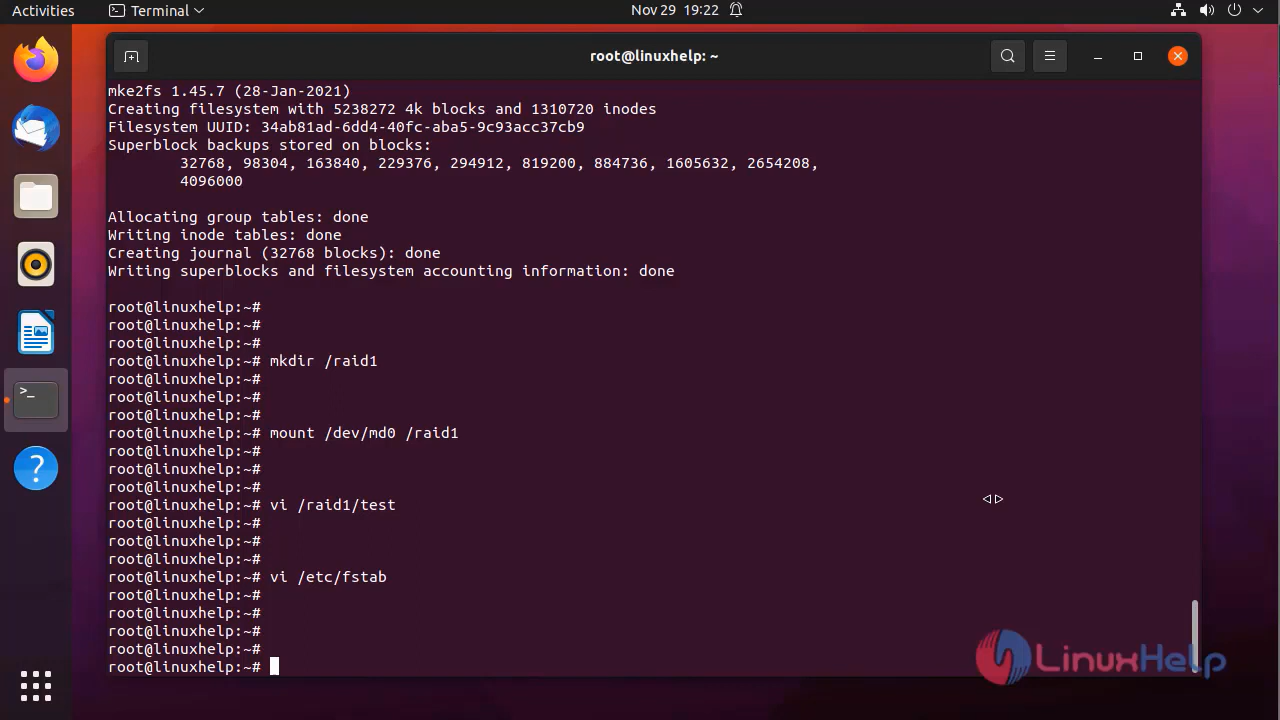 Activities Terminal Nov 29 19:22
root@linuxhelp: ~
mke2fs 1.45.7 (28-Jan-2021)
Creating filesystem with 5238272 4k blocks and 1310720 inodes
Filesystem UUID: 34ab81ad-6dd4-40fc-aba5-9c93acc37cb9
Superblock backups stored on blocks:
32768, 98304, 163840, 229376, 294912, 819200, 884736, 1605632, 2654208,
4096000
Allocating group tables: done
Writing inode tables: done
Creating journal (32768 blocks): done
Writing superblocks and filesystem accounting information: done
root@linuxhelp:~#
root@linuxhelp:~#
root@linuxhelp:~#
root@linuxhelp:~# mkdir /raid1
root@linuxhelp:~#
root@linuxhelp:~#
root@linuxhelp:~#
root@linuxhelp:~# mount /dev/md0 /raid1
root@linuxhelp:~#
root@linuxhelp:~#
root@linuxhelp:~#
root@linuxhelp:~# vi /raid1/test
root@linuxhelp:~#
root@linuxhelp:~#
root@linuxhelp:~#
root@linuxhelp:~# vi /etc/fstab
root@linuxhelp:~#
root@linuxhelp:~#
root@linuxhelp:~#
root@linuxhelp:~#
root@linuxhelp:~#
LinuxHelp